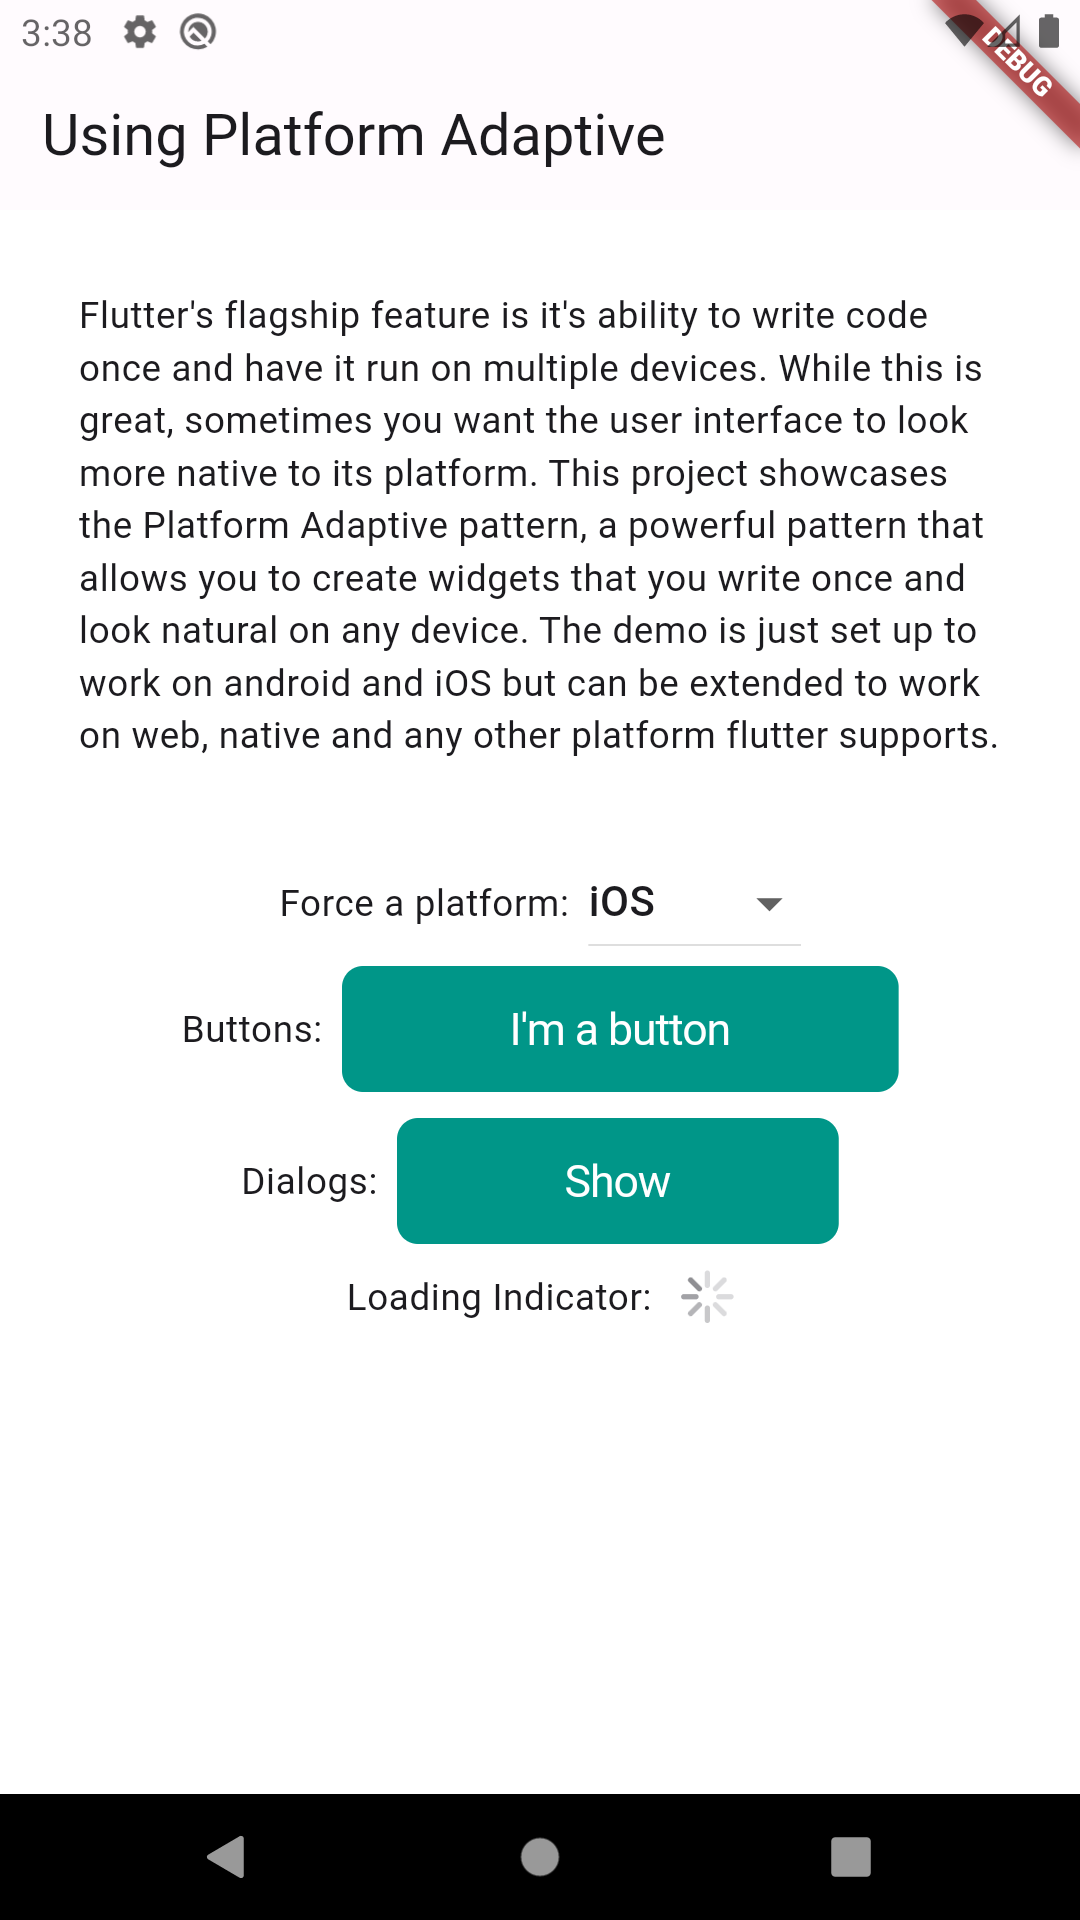 3:38
DEBUG
Using Platform Adaptive
Flutter's flagship feature is it's ability to write code
once and have it run on multiple devices. While this is
great, sometimes you want the user interface to look
more native to its platform. This project showcases
the Platform Adaptive pattern, a powerful pattern that
allows you to create widgets that you write once and
look natural on any device. The demo is just set up to
work on android and iOS but can be extended to work
on web, native and any other platform flutter supports.
Force a platform: iOS
Buttons: I'm a button
Dialogs: Show
Loading Indicator: